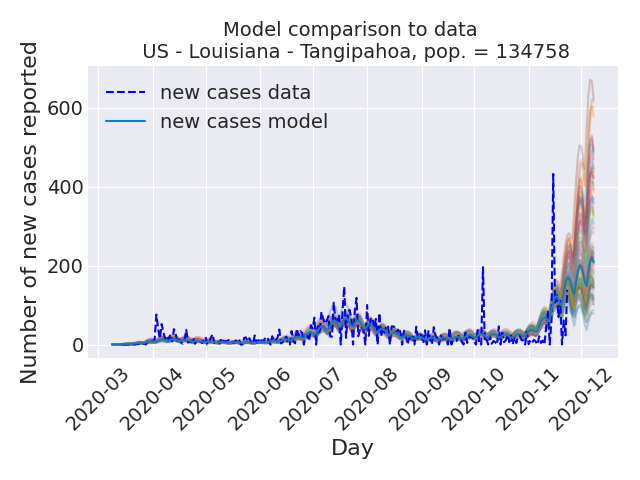 Model comparison to data
US - Louisiana - Tangipahoa, pop. = 134758
Number of new cases reported
600
400
200
0
new cases data
new cases model
2020-03
2020-04
2020-05
2020-06
2020-07
2020-08
2020-09
2020-10
2020-11
2020-12
Day